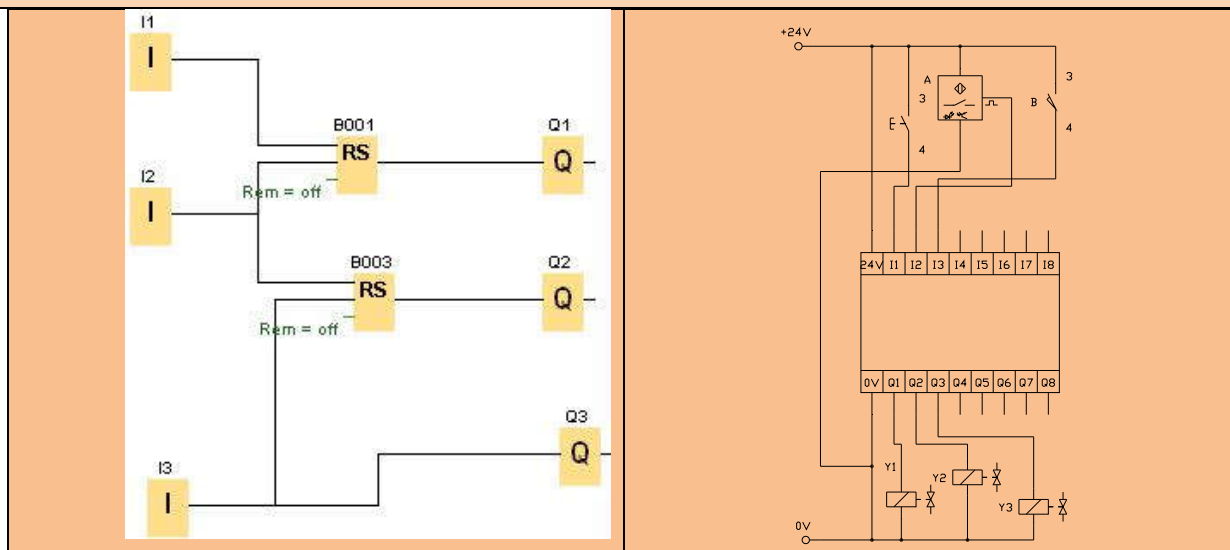 I1
I
I2
I
B001
RS
Rem = off
Q1
Q
B003
RS
Rem = off
Q2
Q
Q3
Q
I3
I
+24V
A
3
4
B
3
4
24V I1 I2 I3 I4 I5 I6 I7 I8
0V Q1 Q2 Q3 Q4 Q5 Q6 Q7 Q8
Y1
Y2
Y3
0V